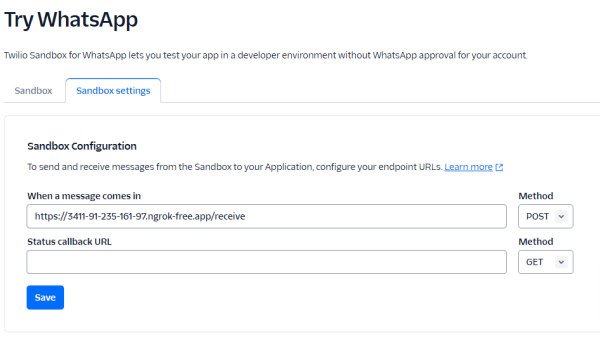 Try WhatsApp
Twilio Sandbox for WhatsApp lets you test your app in a developer environment without WhatsApp approval for your account.
Sandbox Sandbox settings
Sandbox Configuration
To send and receive messages from the Sandbox to your Application, configure your endpoint URLs. Learn more
When a message comes in Method
https://3411-91-235-161-97.ngrok-free.app/receive POST
Status callback URL Method
GET
Save